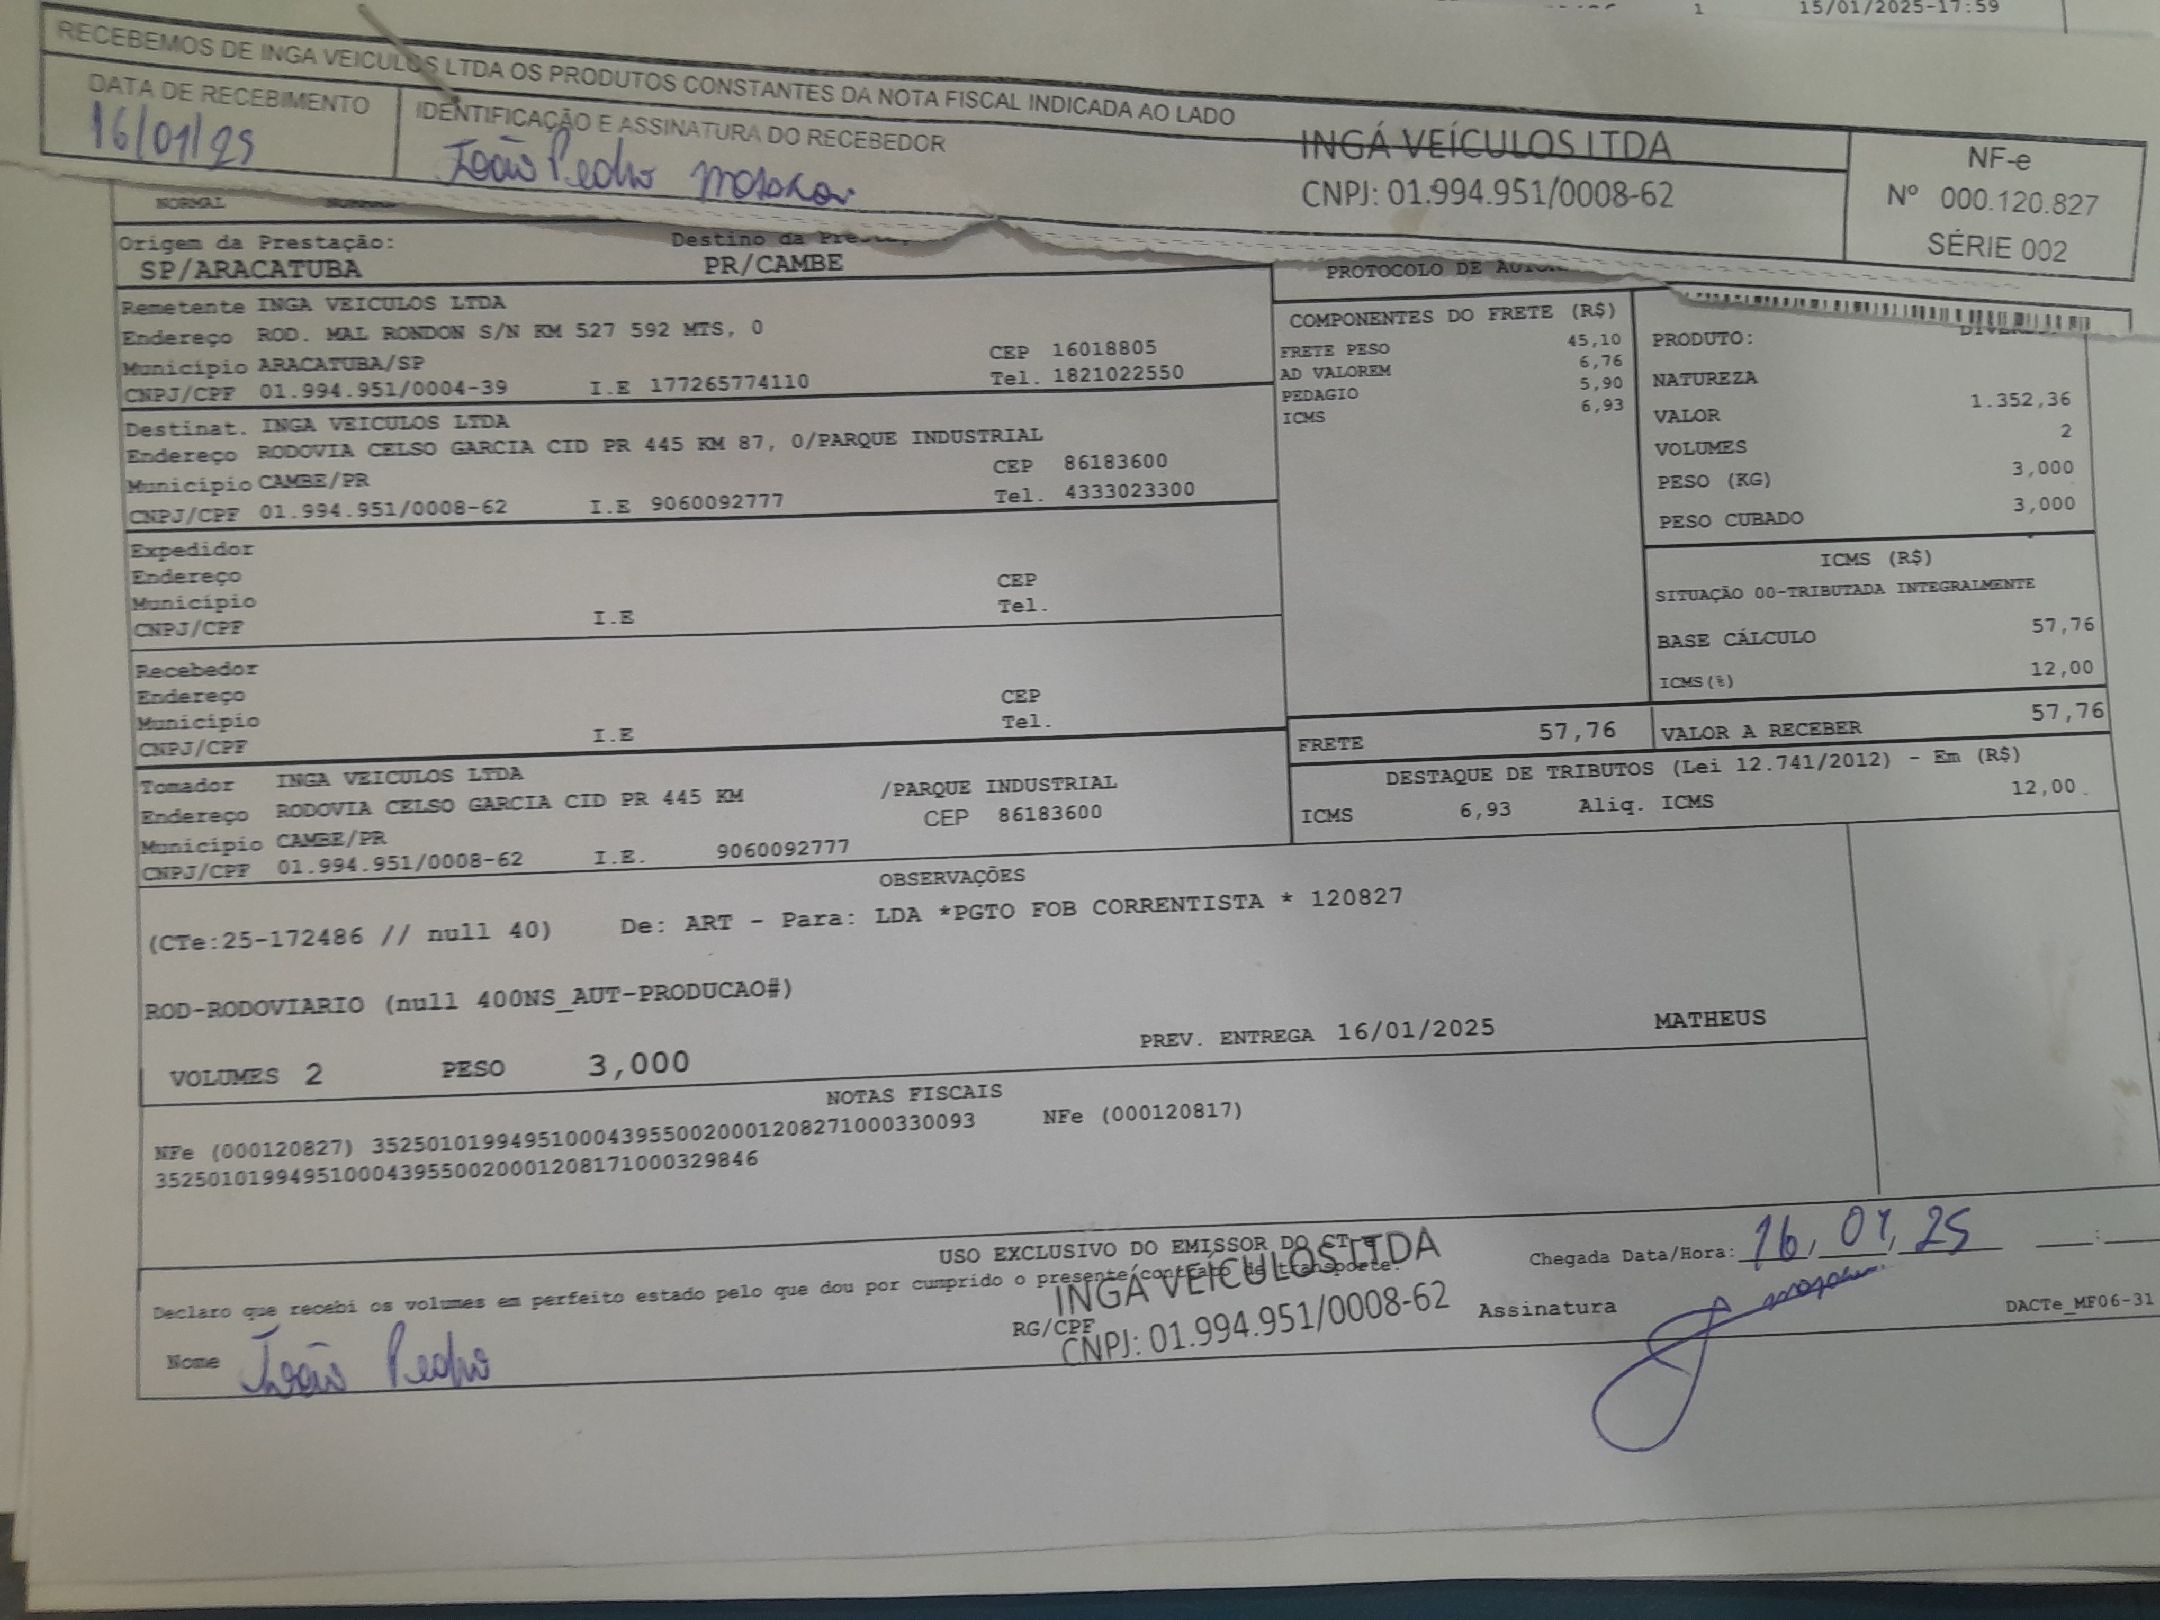 1 15/01/2025-17:59
RECEBEMOS DE INGA VEICULOS LTDA OS PRODUTOS CONSTANTES DA NOTA FISCAL INDICADA AO LADO
DATA DE RECEBIMENTO
16/01/25
IDENTIFICAÇÃO E ASSINATURA DO RECEBEDOR
João Pedro
INGÁ VEÍCULOS LTDA
CNPJ: 01.994.951/0008-62
NF-e
Nº 000.120.827
SÉRIE 002
NORMAL
Origem da Prestação:
SP/ARACATUBA
Destino da
PR/CAMBE
PROTOCOLO DE
Remetente INGA VEICULOS LTDA
Endereço ROD. MAL RONDON S/N KM 527 592 MTS, 0
Município ARACATUBA/SP CEP 16018805
CNPJ/CPF 01.994.951/0004-39 I.E 177265774110 Tel. 1821022550
Destinat. INGA VEICULOS LTDA
Endereço RODOVIA CELSO GARCIA CID PR 445 KM 87, 0/PARQUE INDUSTRIAL
Município CAMBE/PR CEP 86183600
CNPJ/CPF 01.994.951/0008-62 I.E 9060092777 Tel. 4333023300
Expedidor
Endereço
Município CEP
CNPJ/CPF I.E Tel.
Recebedor
Endereço
Município CEP
CNPJ/CPF I.E Tel.
Tomador INGA VEICULOS LTDA
Endereço RODOVIA CELSO GARCIA CID PR 445 KM /PARQUE INDUSTRIAL
Município CAMBE/PR CEP 86183600
CNPJ/CPF 01.994.951/0008-62 I.E. 9060092777
COMPONENTES DO FRETE (R$)
FRETE PESO 45,10
AD VALOREM 6,76
PEDAGIO 5,90
ICMS 6,93
PRODUTO:
NATUREZA
VALOR 1.352,36
VOLUMES 2
PESO (KG) 3,000
PESO CUBADO 3,000
ICMS (R$)
SITUAÇÃO 00-TRIBUTADA INTEGRALMENTE
BASE CÁLCULO 57,76
ICMS(%) 12,00
FRETE 57,76 VALOR A RECEBER 57,76
DESTAQUE DE TRIBUTOS (Lei 12.741/2012) - Em (R$)
ICMS 6,93 Aliq. ICMS 12,00
OBSERVAÇÕES
(CTe:25-172486 // null 40) De: ART - Para: LDA *PGTO FOB CORRENTISTA * 120827
ROD-RODOVIARIO (null 400NS_AUT-PRODUCAO#)
PREV. ENTREGA 16/01/2025 MATHEUS
VOLUMES 2 PESO 3,000
NOTAS FISCAIS
NFe (000120827) 35250101994951000439550020001208271000330093 NFe (000120817)
35250101994951000439550020001208171000329846
USO EXCLUSIVO DO EMISSOR DO CT-e
Declaro que recebi os volumes em perfeito estado pelo que dou por cumprido o presente contrato de transporte.
INGÁ VEÍCULOS LTDA
CNPJ: 01.994.951/0008-62
Chegada Data/Hora: 16, 01, 25 :
Nome João Pedro
RG/CPF
Assinatura
DACTe_MF06-31